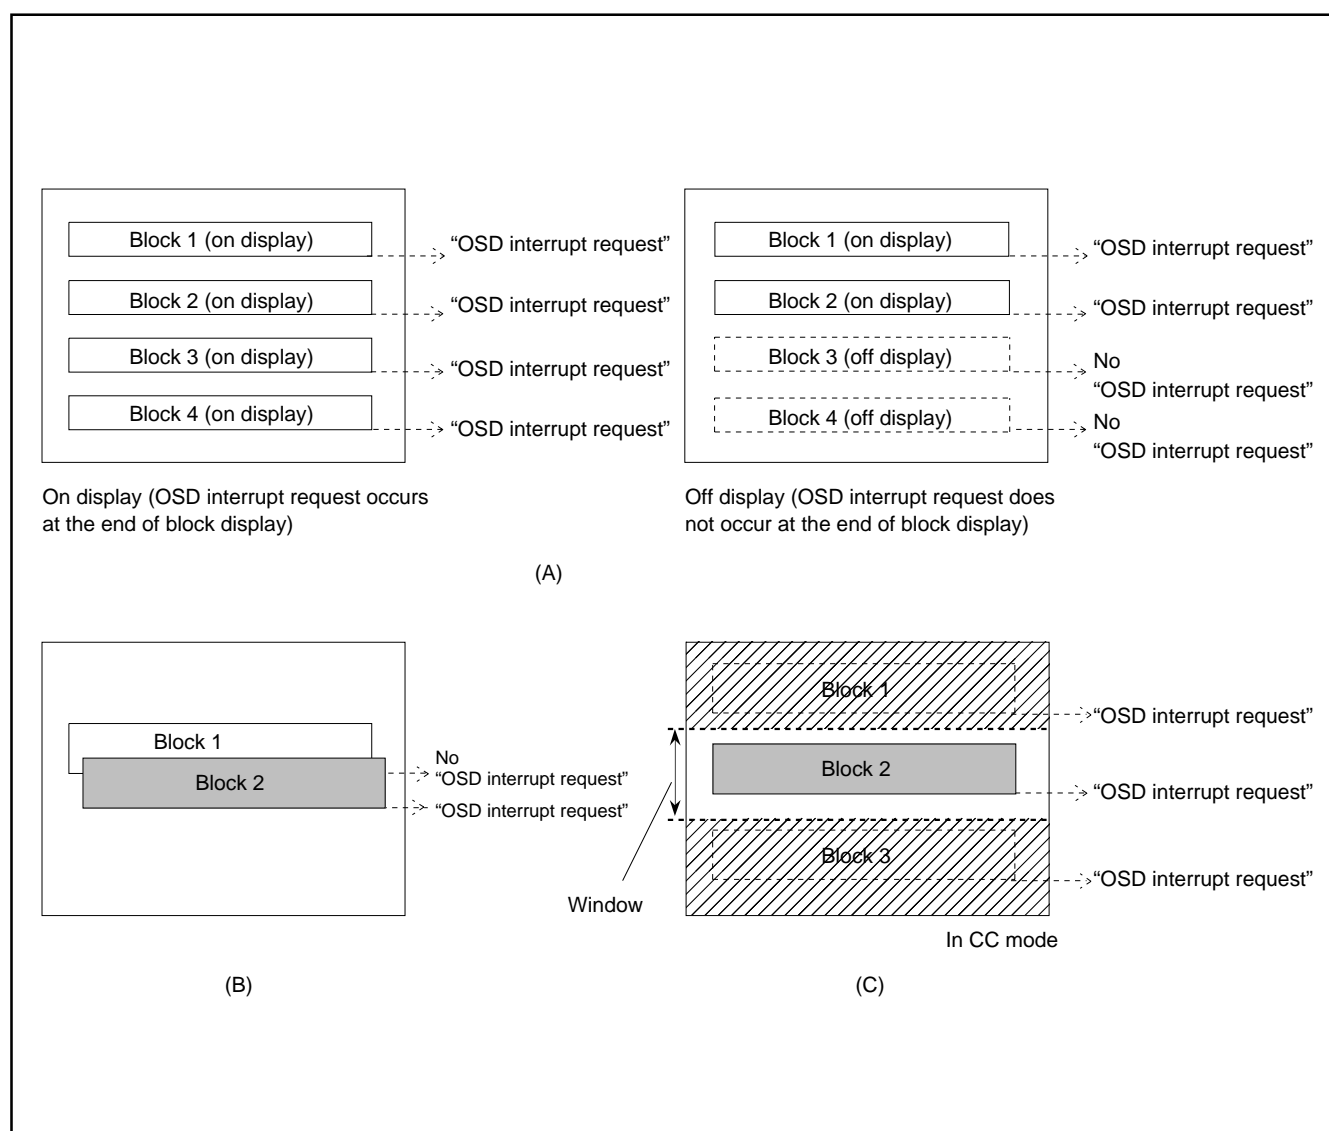 Block 1 (on display)
“OSD interrupt request”
Block 2 (on display)
“OSD interrupt request”
Block 3 (on display)
“OSD interrupt request”
Block 4 (on display)
“OSD interrupt request”
On display (OSD interrupt request occurs
at the end of block display)
Block 1 (on display)
“OSD interrupt request”
Block 2 (on display)
“OSD interrupt request”
Block 3 (off display)
No
“OSD interrupt request”
Block 4 (off display)
No
“OSD interrupt request”
Off display (OSD interrupt request does
not occur at the end of block display)
(A)
Block 1
Block 2
No
“OSD interrupt request”
“OSD interrupt request”
(B)
Block 1
“OSD interrupt request”
Block 2
“OSD interrupt request”
Block 3
“OSD interrupt request”
Window
In CC mode
(C)